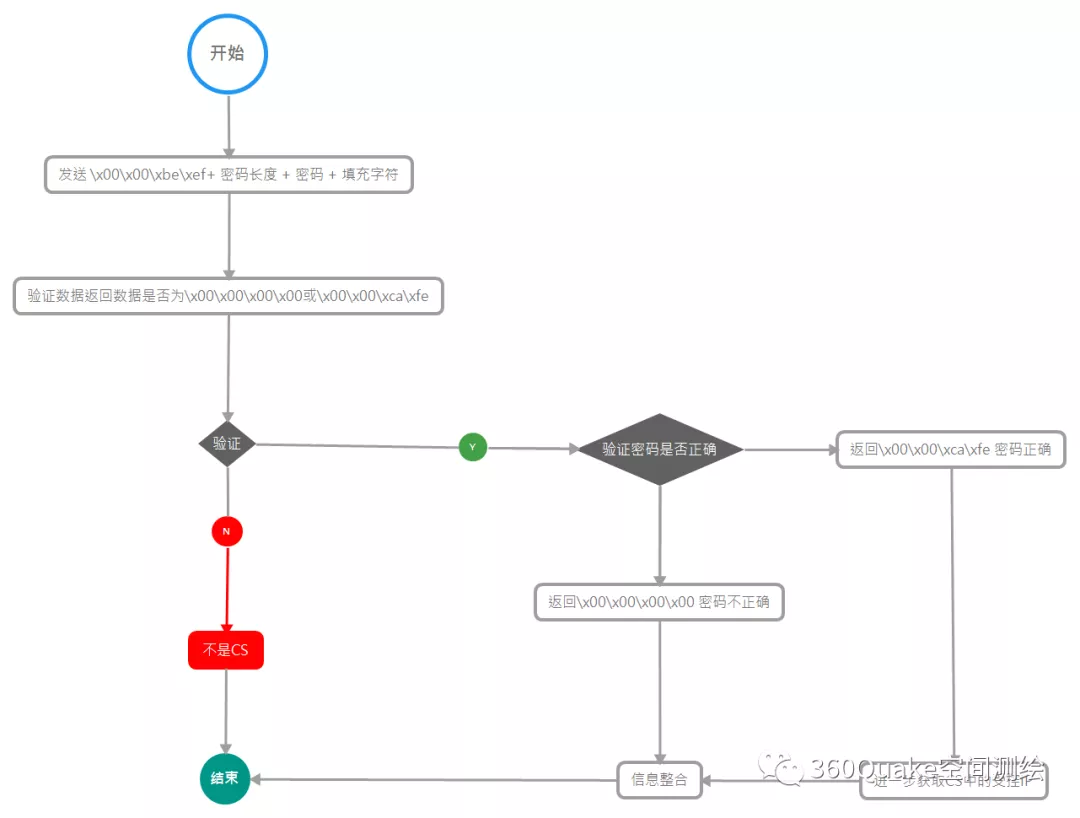 开始
发送 \x00\x00\xbe\xef+ 密码长度 + 密码 + 填充字符
验证数据返回数据是否为\x00\x00\x00\x00或\x00\x00\xca\xfe
验证
Y
验证密码是否正确
返回\x00\x00\xca\xfe 密码正确
N
返回\x00\x00\x00\x00 密码不正确
不是CS
结束
信息整合
进一步获取CS中的受控IP
360Quake空间测绘